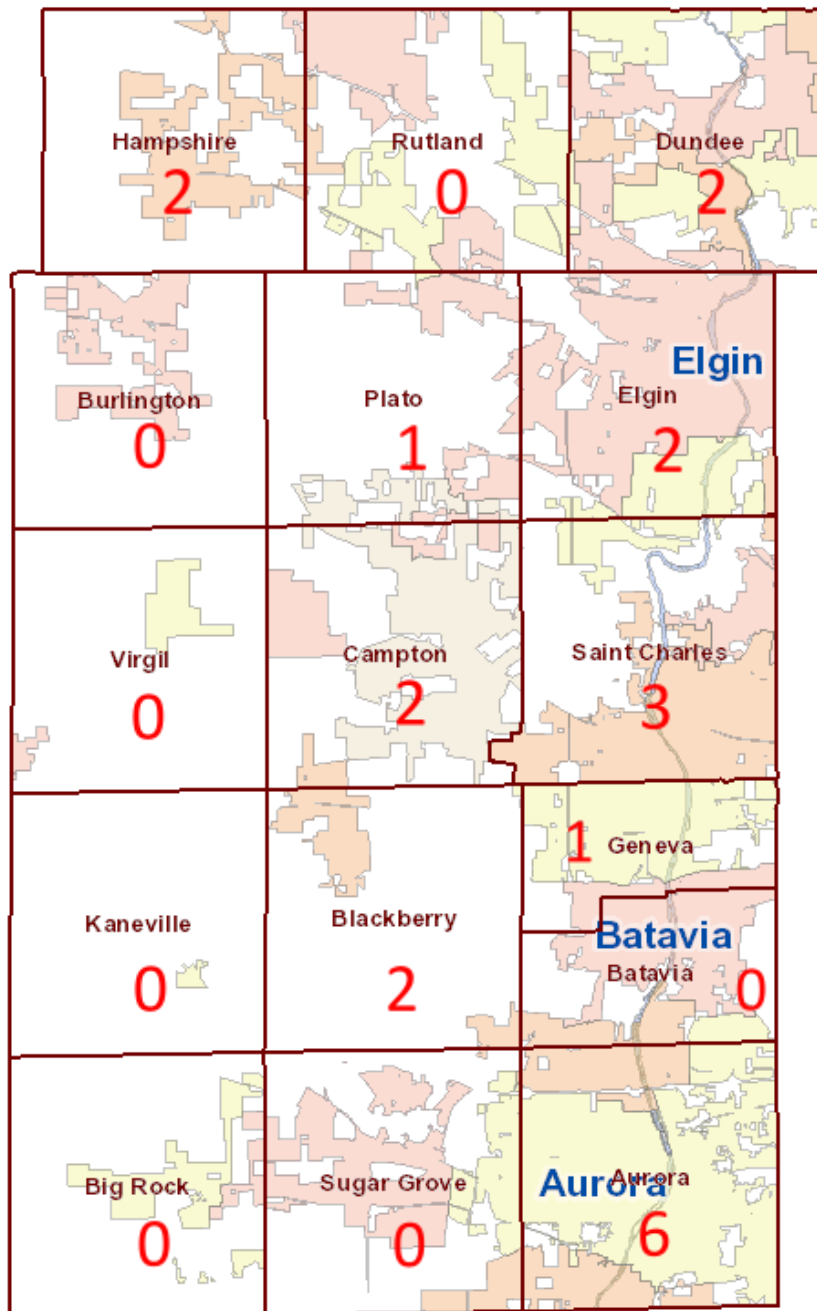 Hampshire
2
Rutland
0
Dundee
2
Burlington
0
Plato
1
Elgin
Elgin
2
Virgil
0
Campton
2
Saint Charles
3
Kaneville
0
Blackberry
2
1
Geneva
Batavia
Batavia
0
Big Rock
0
Sugar Grove
0
Aurora
Aurora
6